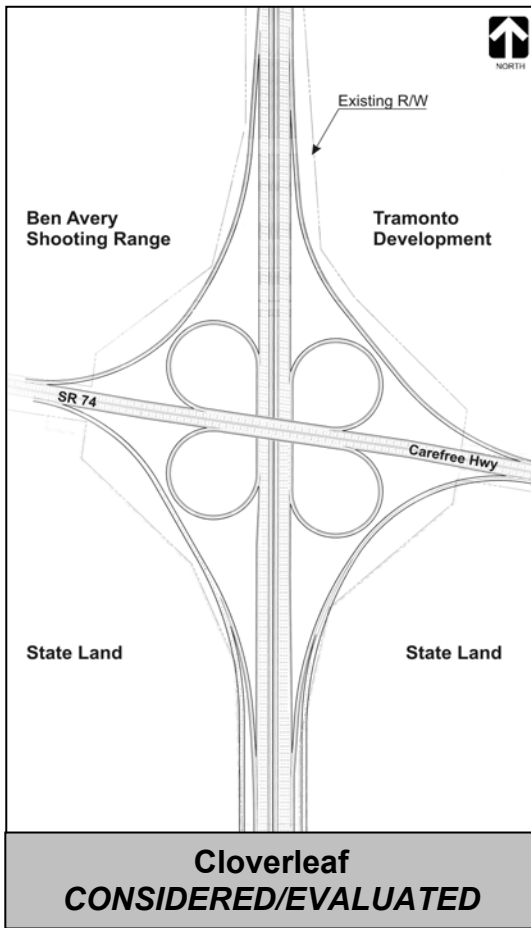 NORTH
Existing R/W
Ben Avery
Shooting Range
Tramonto
Development
SR 74
Carefree Hwy
State Land
State Land
Cloverleaf
CONSIDERED/EVALUATED